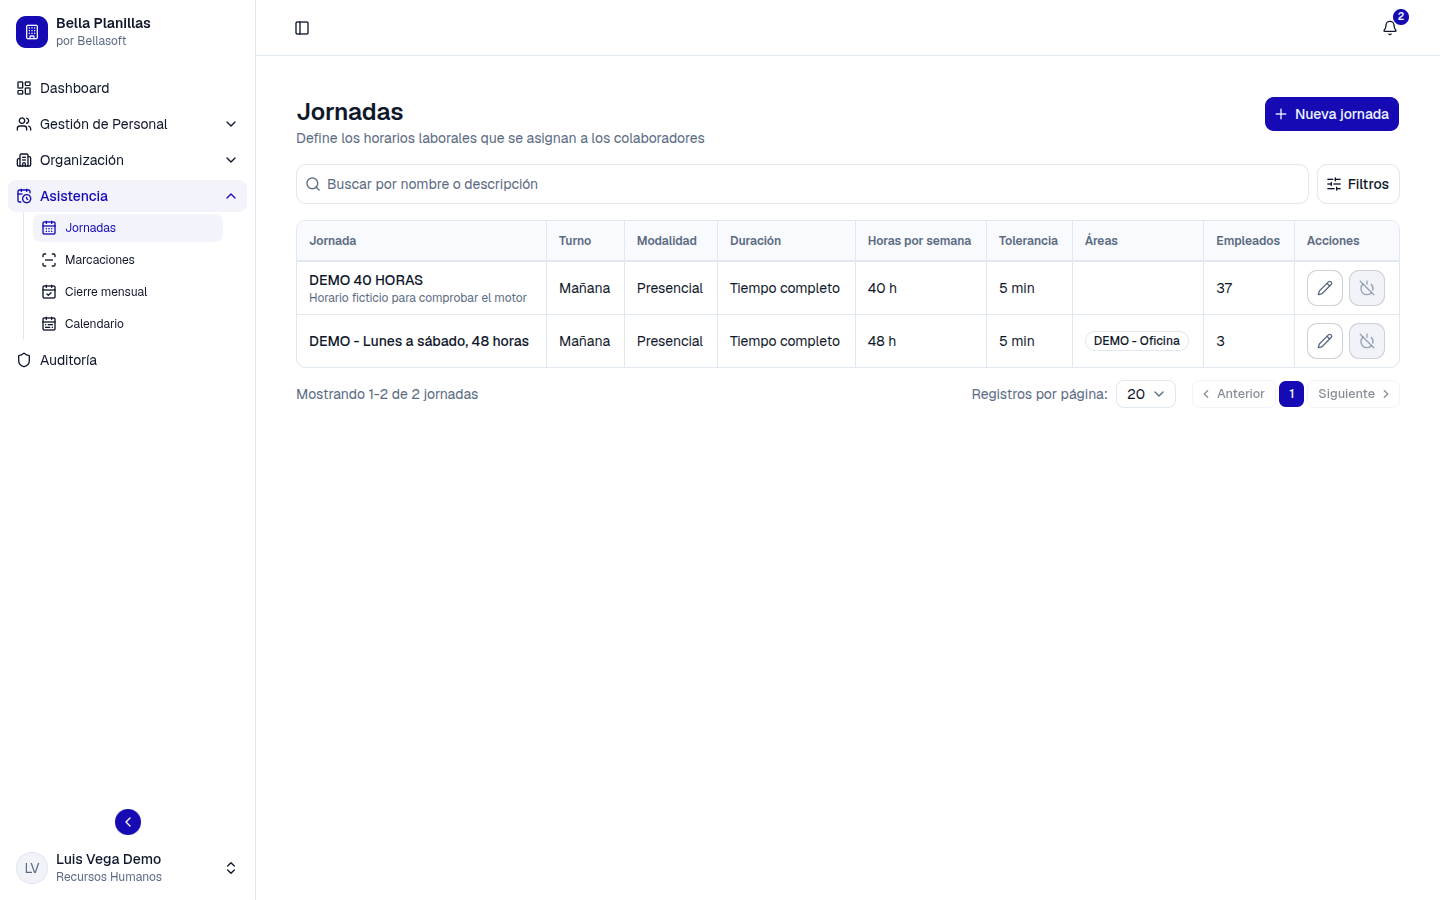 Bella Planillas
por Bellasoft
2
Dashboard
Gestión de Personal
Organización
Asistencia
Jornadas
Marcaciones
Cierre mensual
Calendario
Auditoría
LV
Luis Vega Demo
Recursos Humanos
Jornadas
Nueva jornada
Define los horarios laborales que se asignan a los colaboradores
Buscar por nombre o descripción
Filtros
Jornada Turno Modalidad Duración Horas por semana Tolerancia Áreas Empleados Acciones
DEMO 40 HORAS
Horario ficticio para comprobar el motor
Mañana Presencial Tiempo completo 40 h 5 min 37
DEMO - Lunes a sábado, 48 horas Mañana Presencial Tiempo completo 48 h 5 min DEMO - Oficina 3
Mostrando 1-2 de 2 jornadas
Registros por página: 20 Anterior 1 Siguiente